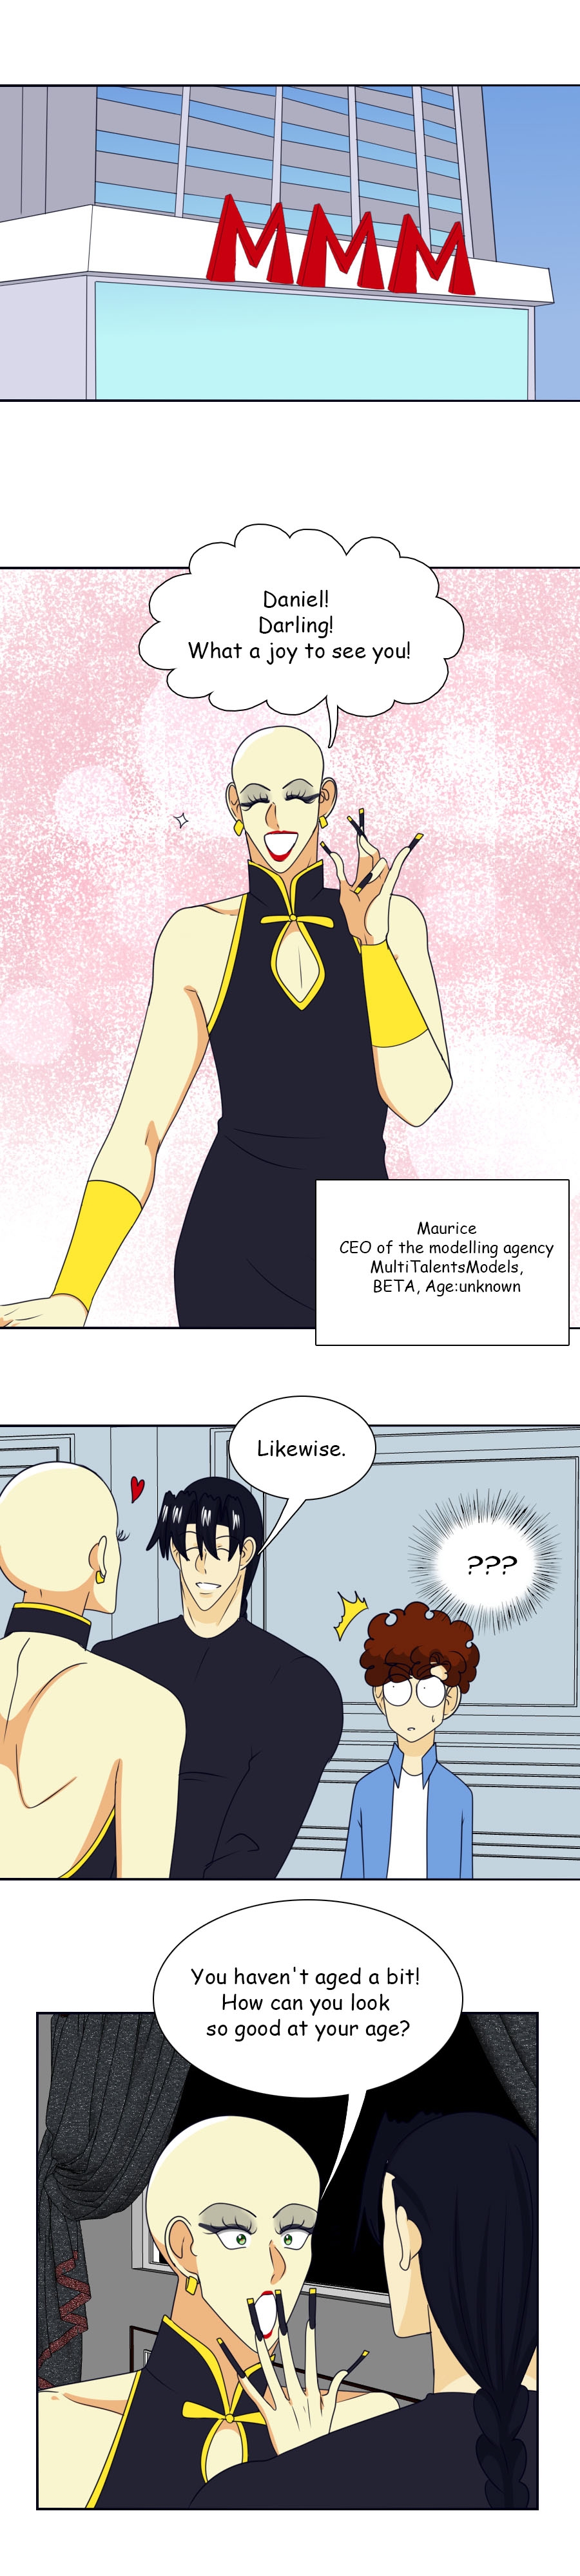 MMM
Daniel!
Darling!
What a joy to see you!
Maurice
CEO of the modelling agency
MultiTalentsModels,
BETA, Age:unknown
Likewise.
???
You haven't aged a bit!
How can you look
so good at your age?